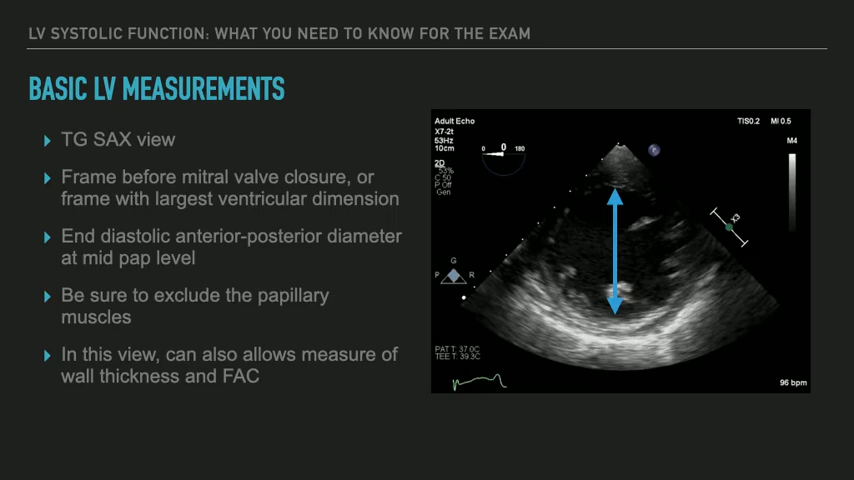 LV SYSTOLIC FUNCTION: WHAT YOU NEED TO KNOW FOR THE EXAM
BASIC LV MEASUREMENTS
TG SAX view
Frame before mitral valve closure, or
frame with largest ventricular dimension
End diastolic anterior-posterior diameter
at mid pap level
Be sure to exclude the papillary
muscles
In this view, can also allows measure of
wall thickness and FAC
Adult Echo
X7-2t
53Hz
10cm
2D
53%
C 50
P Off
Gen
0 0 180
TIS0.2 MI 0.5
M4
X3
G
P R
PAT T: 37.0C
TEE T: 39.3C
96 bpm